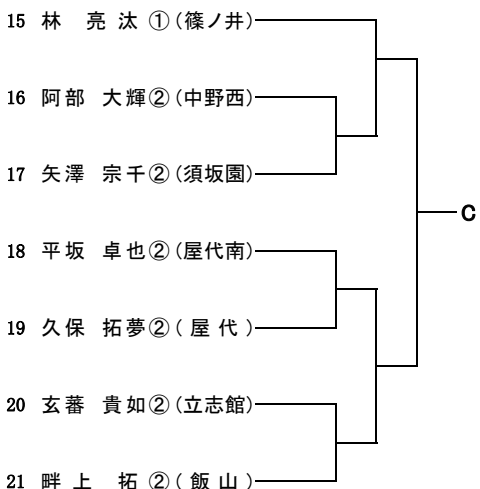 15 林 亮汰①(篠ノ井)
16 阿部 大輝②(中野西)
17 矢澤 宗千②(須坂園)
C
18 平坂 卓也②(屋代南)
19 久保 拓夢②(屋代)
20 玄蕃 貴如②(立志館)
21 畔上 拓②(飯山)